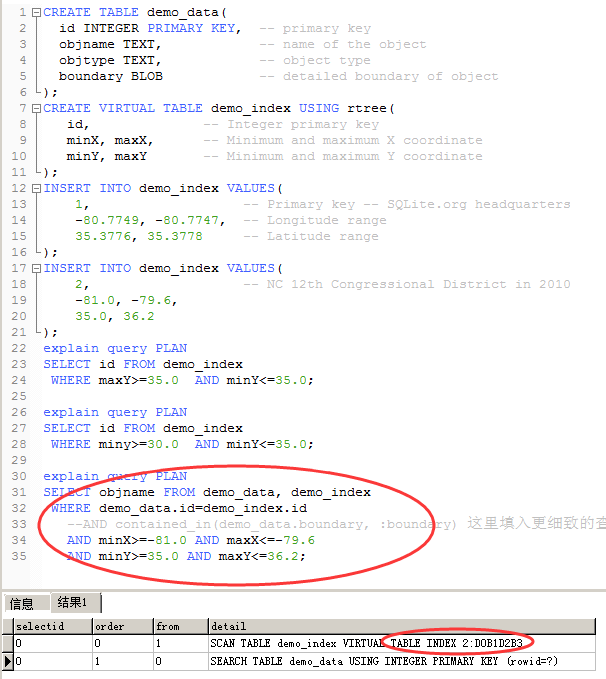 1 CREATE TABLE demo_data(
2 id INTEGER PRIMARY KEY, -- primary key
3 objname TEXT, -- name of the object
4 objtype TEXT, -- object type
5 boundary BLOB -- detailed boundary of object
6 );
7 CREATE VIRTUAL TABLE demo_index USING rtree(
8 id, -- Integer primary key
9 minX, maxX, -- Minimum and maximum X coordinate
10 minY, maxY -- Minimum and maximum Y coordinate
11 );
12 INSERT INTO demo_index VALUES(
13 1, -- Primary key -- SQLite.org headquarters
14 -80.7749, -80.7747, -- Longitude range
15 35.3776, 35.3778 -- Latitude range
16 );
17 INSERT INTO demo_index VALUES(
18 2, -- NC 12th Congressional District in 2010
19 -81.0, -79.6,
20 35.0, 36.2
21 );
22 explain query PLAN
23 SELECT id FROM demo_index
24 WHERE maxY>=35.0 AND minY<=35.0;
25
26 explain query PLAN
27 SELECT id FROM demo_index
28 WHERE miny>=30.0 AND minY<=35.0;
29
30 explain query PLAN
31 SELECT objname FROM demo_data, demo_index
32 WHERE demo_data.id=demo_index.id
33 --AND contained_in(demo_data.boundary, :boundary) 这里填入更细致的查
34 AND minX>=-81.0 AND maxX<=-79.6
35 AND minY>=35.0 AND maxY<=36.2;
信息 结果1
selectid order from detail
0 0 1 SCAN TABLE demo_index VIRTUAL TABLE INDEX 2:D0B1D2B3
0 1 0 SEARCH TABLE demo_data USING INTEGER PRIMARY KEY (rowid=?)